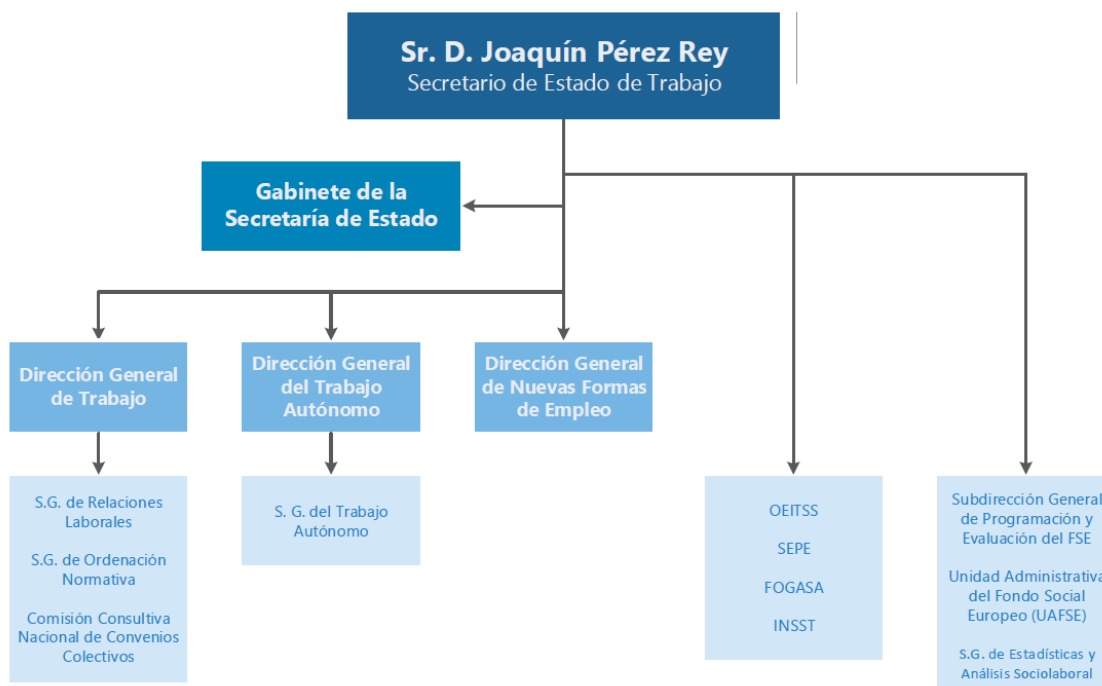 Sr. D. Joaquín Pérez Rey
Secretario de Estado de Trabajo
Gabinete de la
Secretaría de Estado
Dirección General
de Trabajo
Dirección General
del Trabajo
Autónomo
Dirección General
de Nuevas Formas
de Empleo
S.G. de Relaciones
Laborales
S.G. de Ordenación
Normativa
Comisión Consultiva
Nacional de Convenios
Colectivos
S. G. del Trabajo
Autónomo
OEITSS
SEPE
FOGASA
INSST
Subdirección General
de Programación y
Evaluación del FSE
Unidad Administrativa
del Fondo Social
Europeo (UAFSE)
S.G. de Estadísticas y
Análisis Sociolaboral